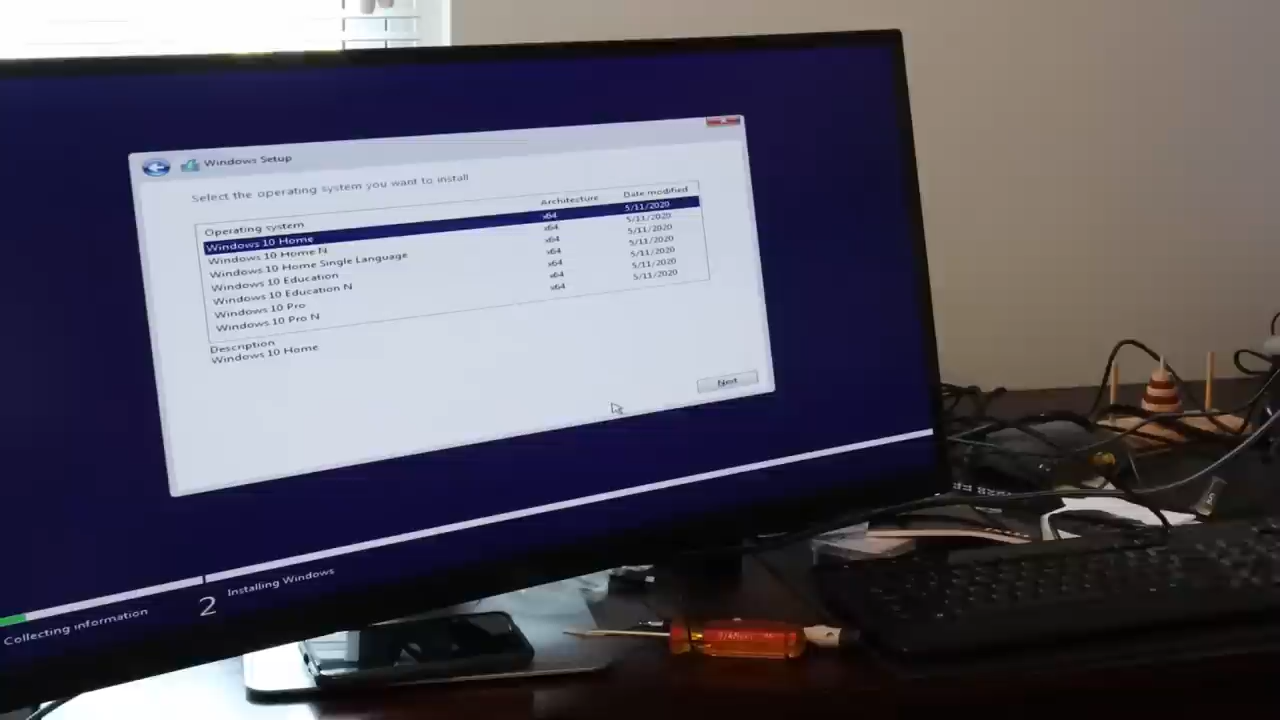 Windows Setup
Select the operating system you want to install
Operating system Architecture Date modified
Windows 10 Home x64 5/11/2020
Windows 10 Home N x64 5/11/2020
Windows 10 Home Single Language x64 5/11/2020
Windows 10 Education x64 5/11/2020
Windows 10 Education N x64 5/11/2020
Windows 10 Pro x64 5/11/2020
Windows 10 Pro N x64 5/11/2020
Description
Windows 10 Home
Next
Collecting information
2 Installing Windows